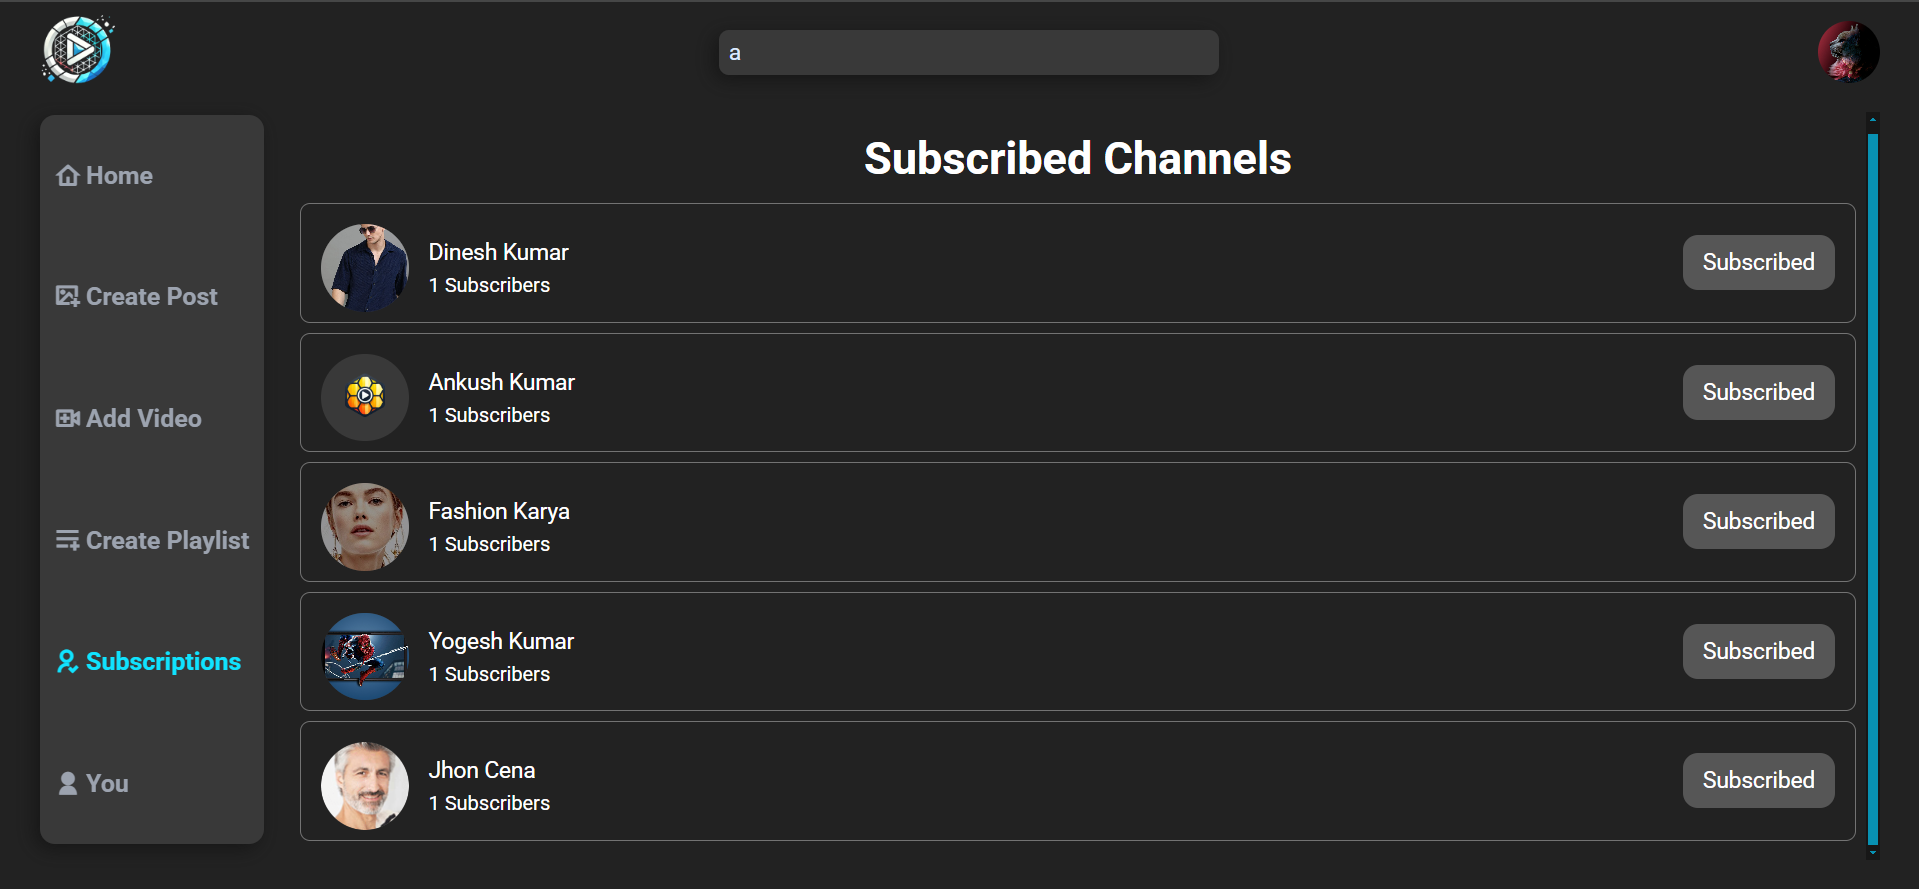 a
Home
Create Post
Add Video
Create Playlist
Subscriptions
You
Subscribed Channels
Dinesh Kumar
1 Subscribers
Subscribed
Ankush Kumar
1 Subscribers
Subscribed
Fashion Karya
1 Subscribers
Subscribed
Yogesh Kumar
1 Subscribers
Subscribed
Jhon Cena
1 Subscribers
Subscribed